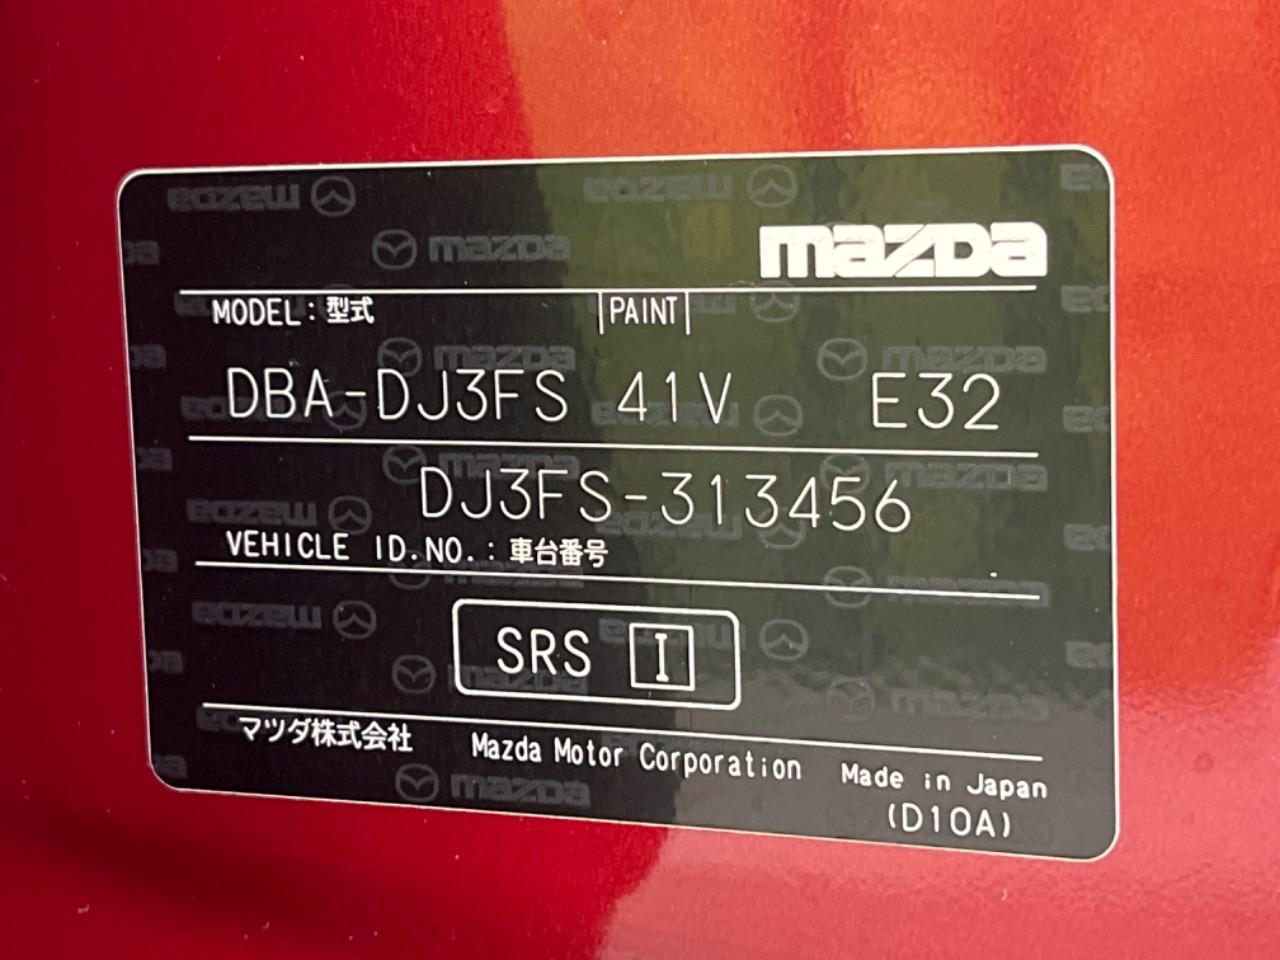 mazda
MODEL:型式 |PAINT|
DBA-DJ3FS 41V E32
DJ3FS-313456
VEHICLE ID.NO.:車台番号
SRS I
マツダ株式会社 Mazda Motor Corporation Made in Japan
(D10A)